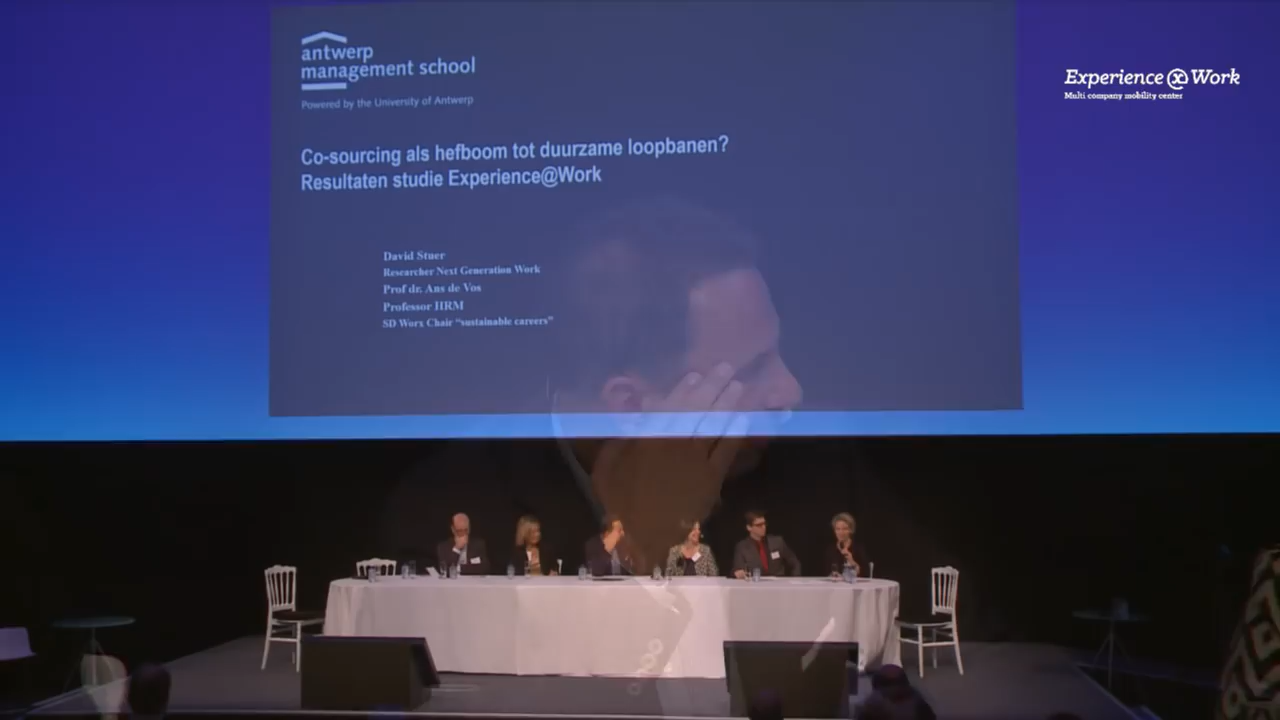 antwerp
management school
Powered by the University of Antwerp
Experience@Work
Multi company mobility center
Co-sourcing als hefboom tot duurzame loopbanen?
Resultaten studie Experience@Work
David Stuer
Researcher Next Generation Work
Prof dr. Ans de Vos
Professor HRM
SD Worx Chair “sustainable careers”